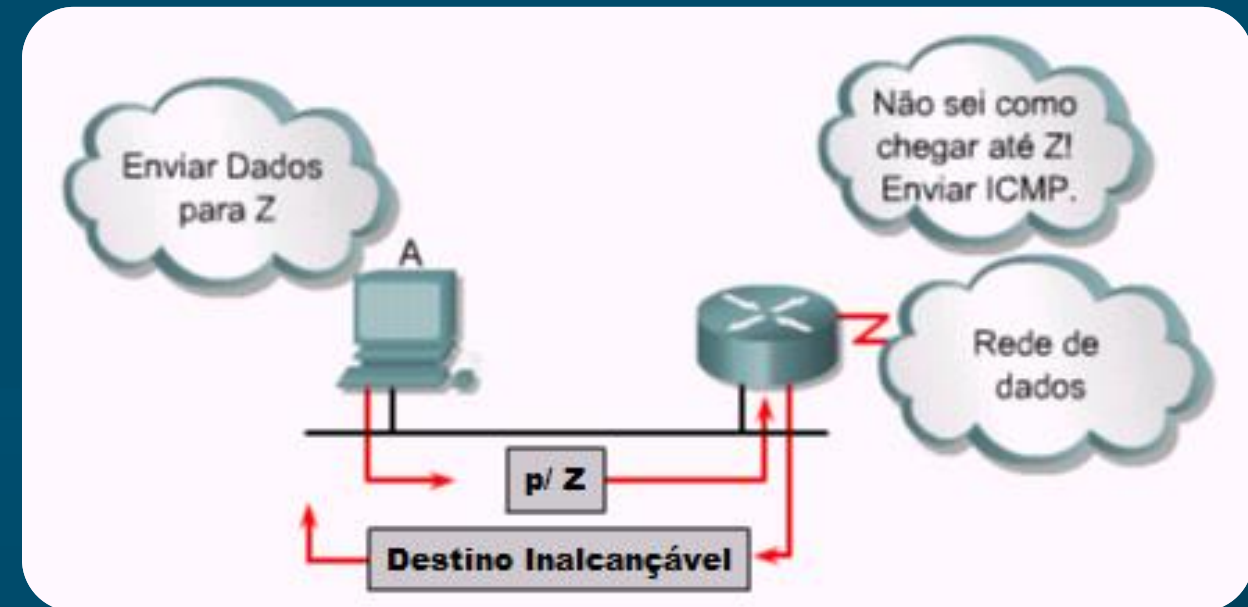 Enviar Dados
para Z
A
Não sei como
chegar até Z!
Enviar ICMP.
Rede de
dados
p/ Z
Destino Inalcançável